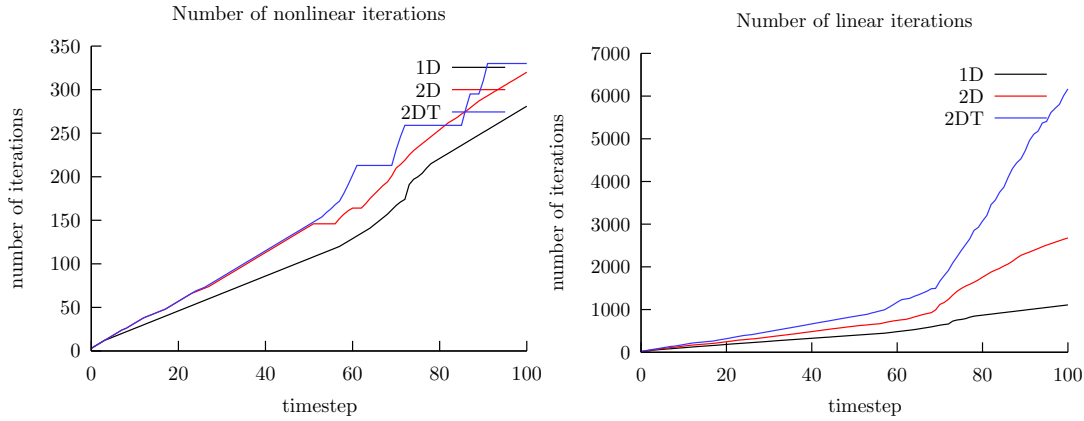 Number of nonlinear iterations
350
300
250
200
150
100
50
0
number of iterations
1D
2D
2DT
0 20 40 60 80 100
timestep
Number of linear iterations
7000
6000
5000
4000
3000
2000
1000
0
number of iterations
1D
2D
2DT
0 20 40 60 80 100
timestep